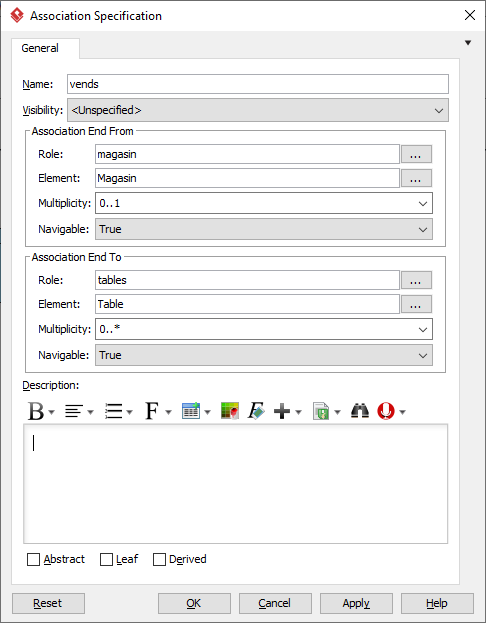 Association Specification
General
Name: vends
Visibility: <Unspecified>
Association End From
Role: magasin ...
Element: Magasin ...
Multiplicity: 0..1
Navigable: True
Association End To
Role: tables ...
Element: Table ...
Multiplicity: 0..*
Navigable: True
Description:
B F F
Abstract Leaf Derived
Reset OK Cancel Apply Help